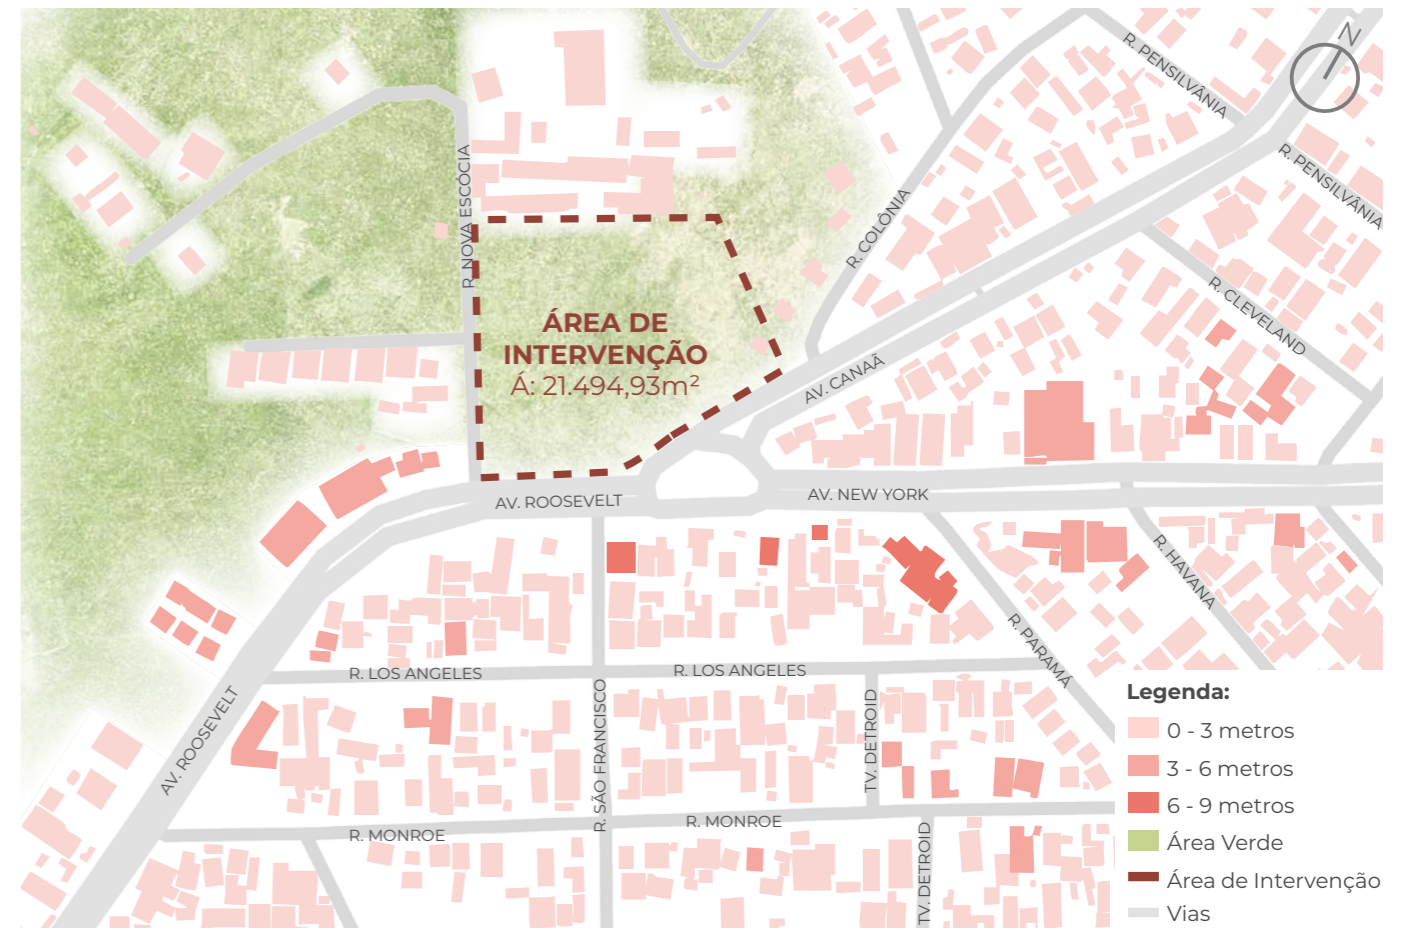 N
R. PENSILVÂNIA
R. PENSILVÂNIA
R. NOVA ESCÓCIA
R. COLÔNIA
R. CLEVELAND
ÁREA DE
INTERVENÇÃO
Á: 21.494,93m²
AV. CANAÃ
AV. ROOSEVELT
AV. NEW YORK
R. HAVANA
R. PARAMÁ
R. LOS ANGELES
R. LOS ANGELES
AV. ROOSEVELT
R. SÃO FRANCISCO
TV. DETROID
R. MONROE
R. MONROE
TV. DETROID
Legenda:
0 - 3 metros
3 - 6 metros
6 - 9 metros
Área Verde
Área de Intervenção
Vias